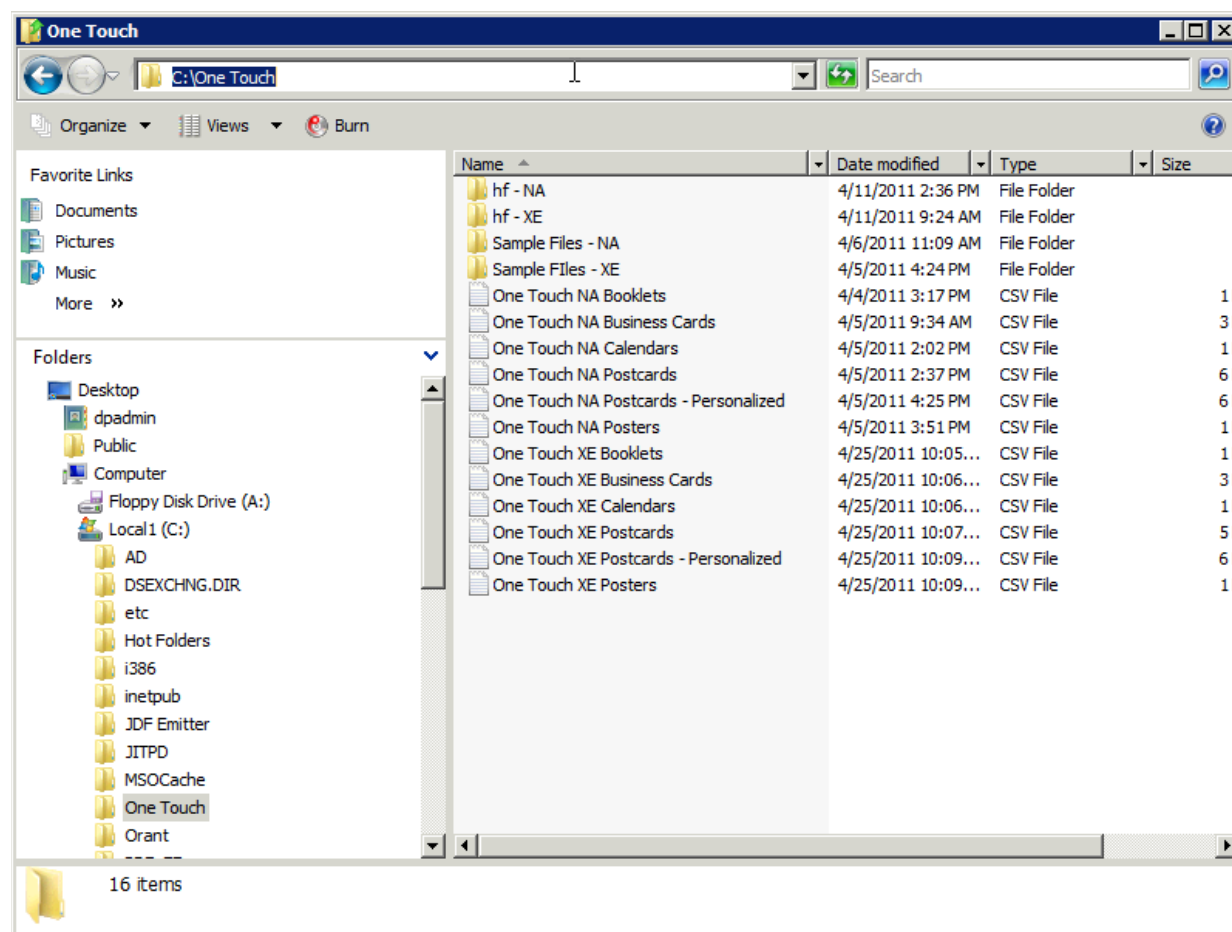 One Touch
C:\One Touch
Search
Organize Views Burn
Favorite Links
Documents
Pictures
Music
More »
Folders
Desktop
dpadmin
Public
Computer
Floppy Disk Drive (A:)
Local1 (C:)
AD
DSEXCHNG.DIR
etc
Hot Folders
i386
inetpub
JDF Emitter
JITPD
MSOCache
One Touch
Orant
Name Date modified Type Size
hf - NA 4/11/2011 2:36 PM File Folder
hf - XE 4/11/2011 9:24 AM File Folder
Sample Files - NA 4/6/2011 11:09 AM File Folder
Sample FIles - XE 4/5/2011 4:24 PM File Folder
One Touch NA Booklets 4/4/2011 3:17 PM CSV File 1
One Touch NA Business Cards 4/5/2011 9:34 AM CSV File 3
One Touch NA Calendars 4/5/2011 2:02 PM CSV File 1
One Touch NA Postcards 4/5/2011 2:37 PM CSV File 6
One Touch NA Postcards - Personalized 4/5/2011 4:25 PM CSV File 6
One Touch NA Posters 4/5/2011 3:51 PM CSV File 1
One Touch XE Booklets 4/25/2011 10:05... CSV File 1
One Touch XE Business Cards 4/25/2011 10:06... CSV File 3
One Touch XE Calendars 4/25/2011 10:06... CSV File 1
One Touch XE Postcards 4/25/2011 10:07... CSV File 5
One Touch XE Postcards - Personalized 4/25/2011 10:09... CSV File 6
One Touch XE Posters 4/25/2011 10:09... CSV File 1
16 items